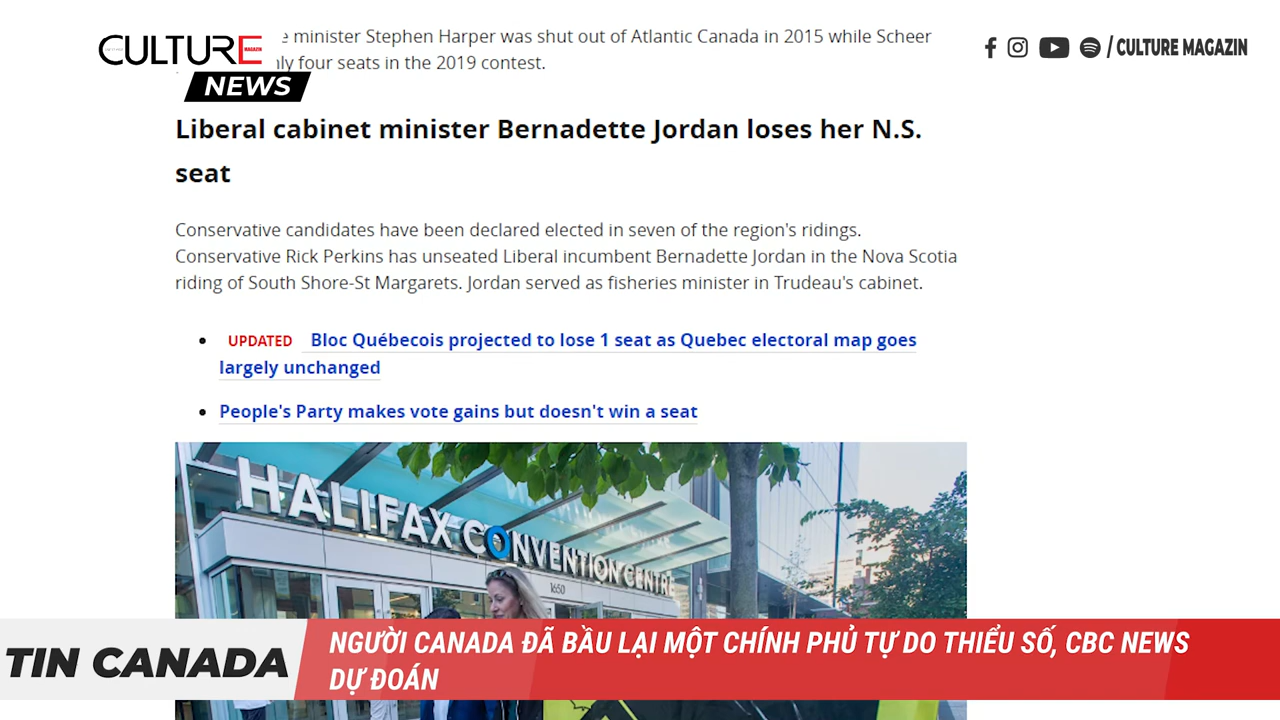 CULTURE
MAGAZIN
NEWS
/ CULTURE MAGAZIN
e minister Stephen Harper was shut out of Atlantic Canada in 2015 while Scheer
ly four seats in the 2019 contest.
Liberal cabinet minister Bernadette Jordan loses her N.S.
seat
Conservative candidates have been declared elected in seven of the region's ridings.
Conservative Rick Perkins has unseated Liberal incumbent Bernadette Jordan in the Nova Scotia
riding of South Shore-St Margarets. Jordan served as fisheries minister in Trudeau's cabinet.
UPDATED Bloc Québecois projected to lose 1 seat as Quebec electoral map goes
largely unchanged
People's Party makes vote gains but doesn't win a seat
HALIFAX CONVENTION CENTRE
1650
TIN CANADA
NGƯỜI CANADA ĐÃ BẦU LẠI MỘT CHÍNH PHỦ TỰ DO THIỂU SỐ, CBC NEWS
DỰ ĐOÁN